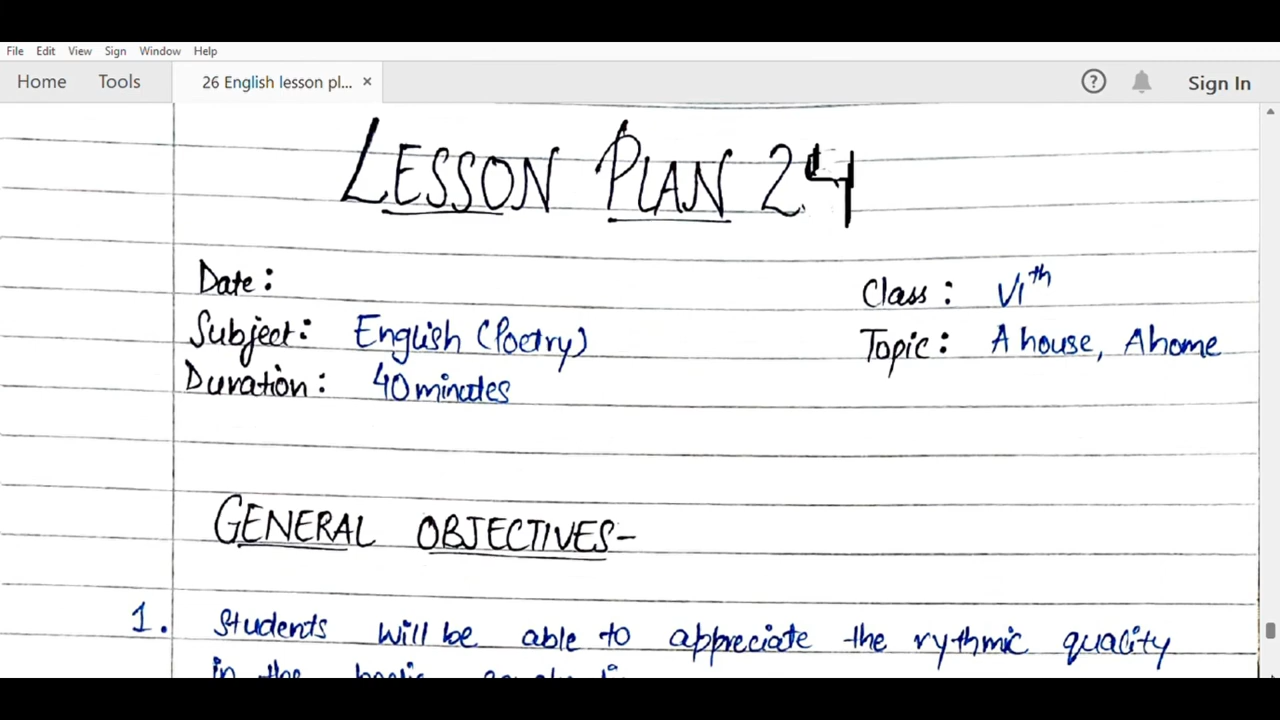 File Edit View Sign Window Help
Home Tools 26 English lesson pl... × ? Sign In
LESSON PLAN 24
Date: Class: VIth
Subject: English (Poetry) Topic: A house, A home
Duration: 40 minutes
GENERAL OBJECTIVES-
1. Students will be able to appreciate the rythmic quality
in the